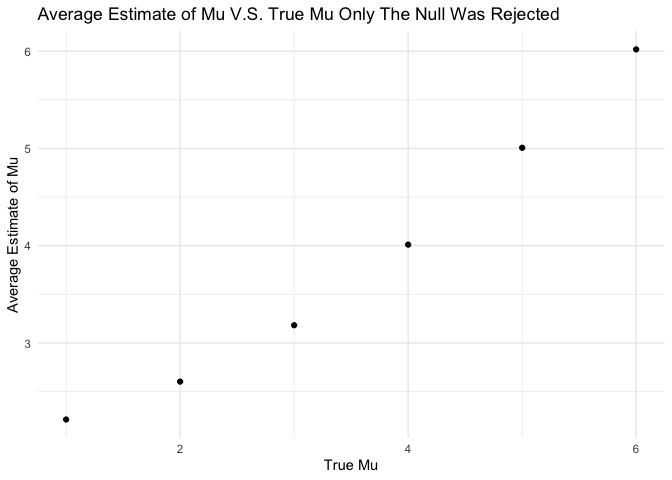 Average Estimate of Mu V.S. True Mu Only The Null Was Rejected
6
5
4
3
Average Estimate of Mu
2
4
6
True Mu